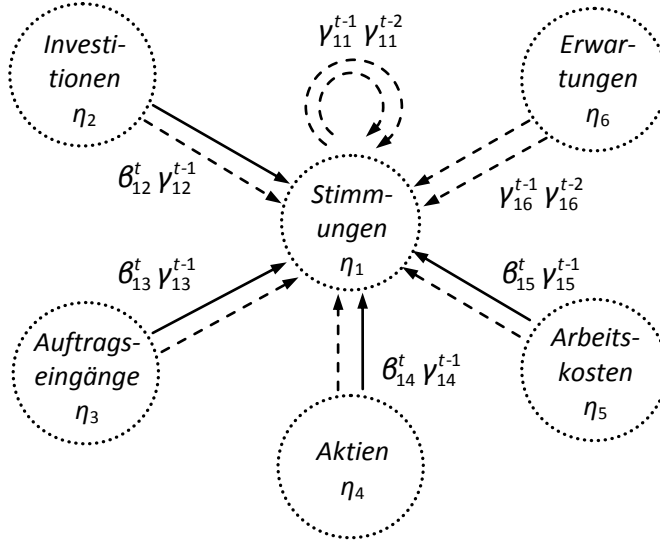 Investi-
tionen
η₂
γ₁₁ᵗ⁻¹ γ₁₁ᵗ⁻²
Erwar-
tungen
η₆
β₁₂ᵗ γ₁₂ᵗ⁻¹
Stimm-
ungen
η₁
γ₁₆ᵗ⁻¹ γ₁₆ᵗ⁻²
β₁₃ᵗ γ₁₃ᵗ⁻¹
β₁₅ᵗ γ₁₅ᵗ⁻¹
Auftrags-
eingänge
η₃
β₁₄ᵗ γ₁₄ᵗ⁻¹
Arbeits-
kosten
η₅
Aktien
η₄